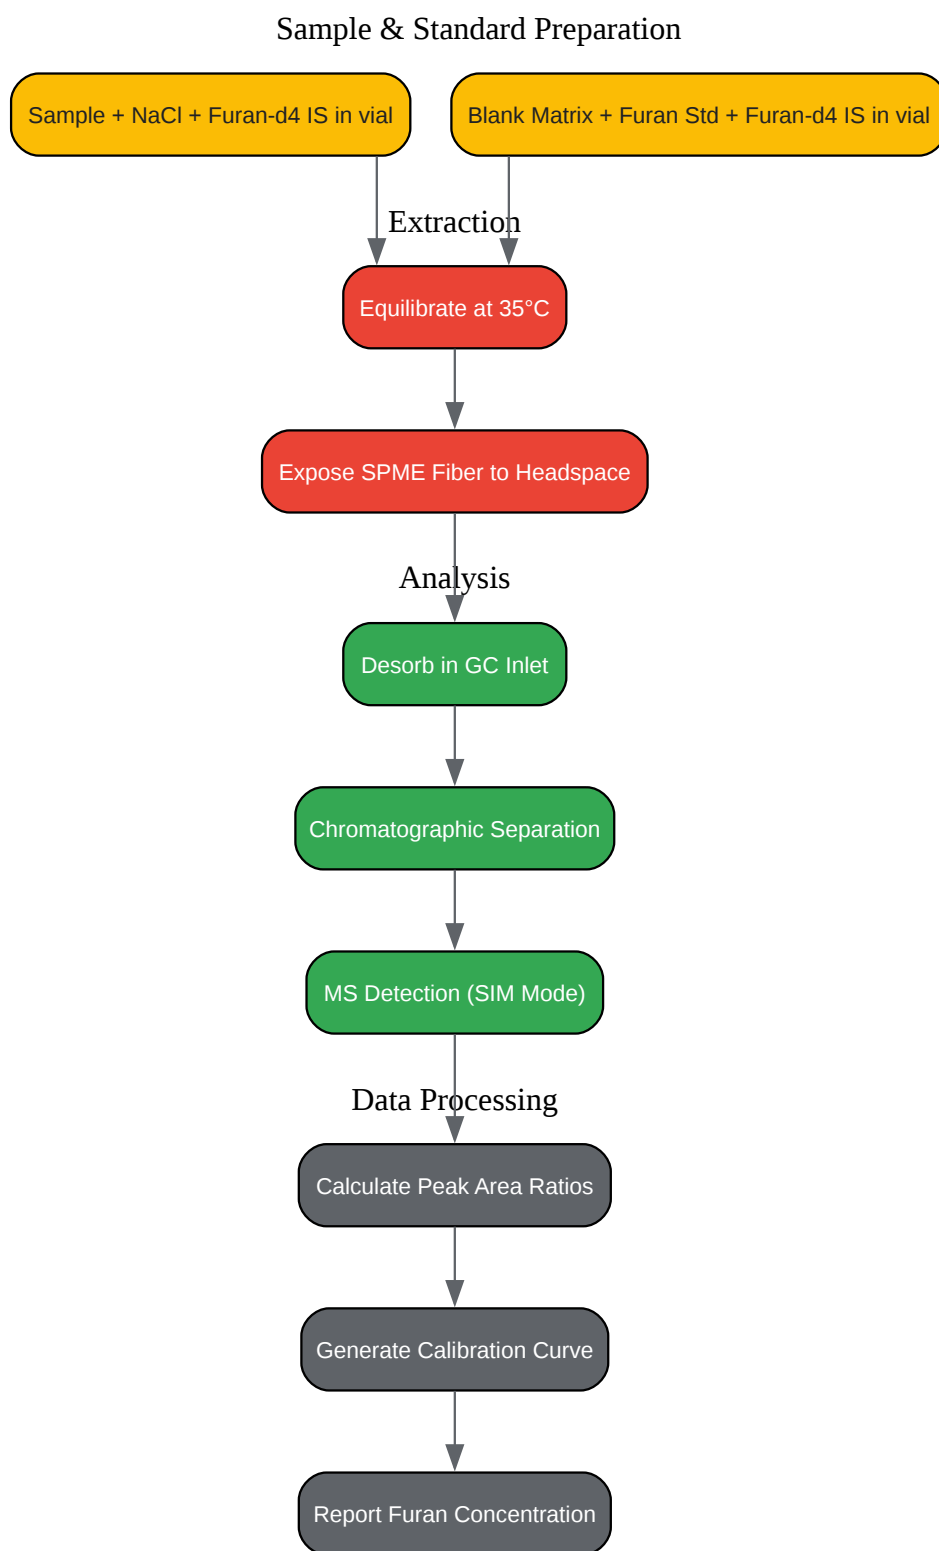 Sample & Standard Preparation
Sample + NaCl + Furan-d4 IS in vial
Blank Matrix + Furan Std + Furan-d4 IS in vial
Extraction
Equilibrate at 35°C
Expose SPME Fiber to Headspace
Analysis
Desorb in GC Inlet
Chromatographic Separation
MS Detection (SIM Mode)
Data Processing
Calculate Peak Area Ratios
Generate Calibration Curve
Report Furan Concentration